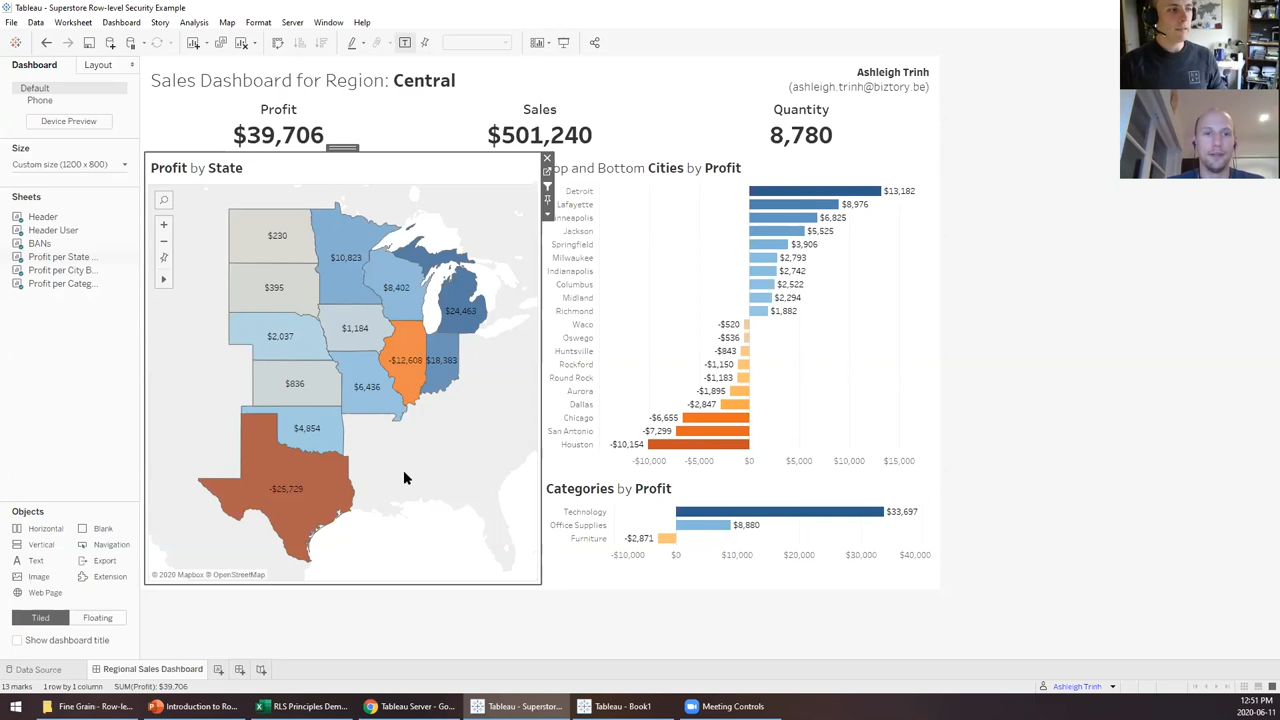 Tableau - Superstore Row-level Security Example
File Data Worksheet Dashboard Story Analysis Map Format Server Window Help
Dashboard Layout
Default
Phone
Device Preview
Size
Custom size (1200 x 800)
Sheets
Header
Header User
BANs
Profit per State ...
Profit per City B...
Profit per Categ...
Objects
Horizontal Blank
Vertical Navigation
Text Export
Image Extension
Web Page
Tiled Floating
Show dashboard title
Sales Dashboard for Region: Central
Ashleigh Trinh
(ashleigh.trinh@biztory.be)
Profit Sales Quantity
$39,706 $501,240 8,780
Profit by State
$230
$10,823
$395
$8,402
$24,463
$1,184
$2,037
-$12,608
$18,383
$836
$6,436
$4,854
-$25,729
© 2020 Mapbox © OpenStreetMap
op and Bottom Cities by Profit
Detroit $13,182
Lafayette $8,976
inneapolis $6,825
Jackson $5,525
Springfield $3,906
Milwaukee $2,793
Indianapolis $2,742
Columbus $2,522
Midland $2,294
Richmond $1,882
Waco -$520
Oswego -$536
Huntsville -$843
Rockford -$1,150
Round Rock -$1,183
Aurora -$1,895
Dallas -$2,847
Chicago -$6,655
San Antonio -$7,299
Houston -$10,154
-$10,000 -$5,000 $0 $5,000 $10,000 $15,000
Categories by Profit
Technology $33,697
Office Supplies $8,880
Furniture -$2,871
-$10,000 $0 $10,000 $20,000 $30,000 $40,000
Data Source Regional Sales Dashboard
13 marks 1 row by 1 column SUM(Profit): $39,706 Ashleigh Trinh
Fine Grain - Row-le... Introduction to Ro... RLS Principles Dem... Tableau Server - Go... Tableau - Superstor... Tableau - Book1 Meeting Controls
12:51 PM
2020-06-11